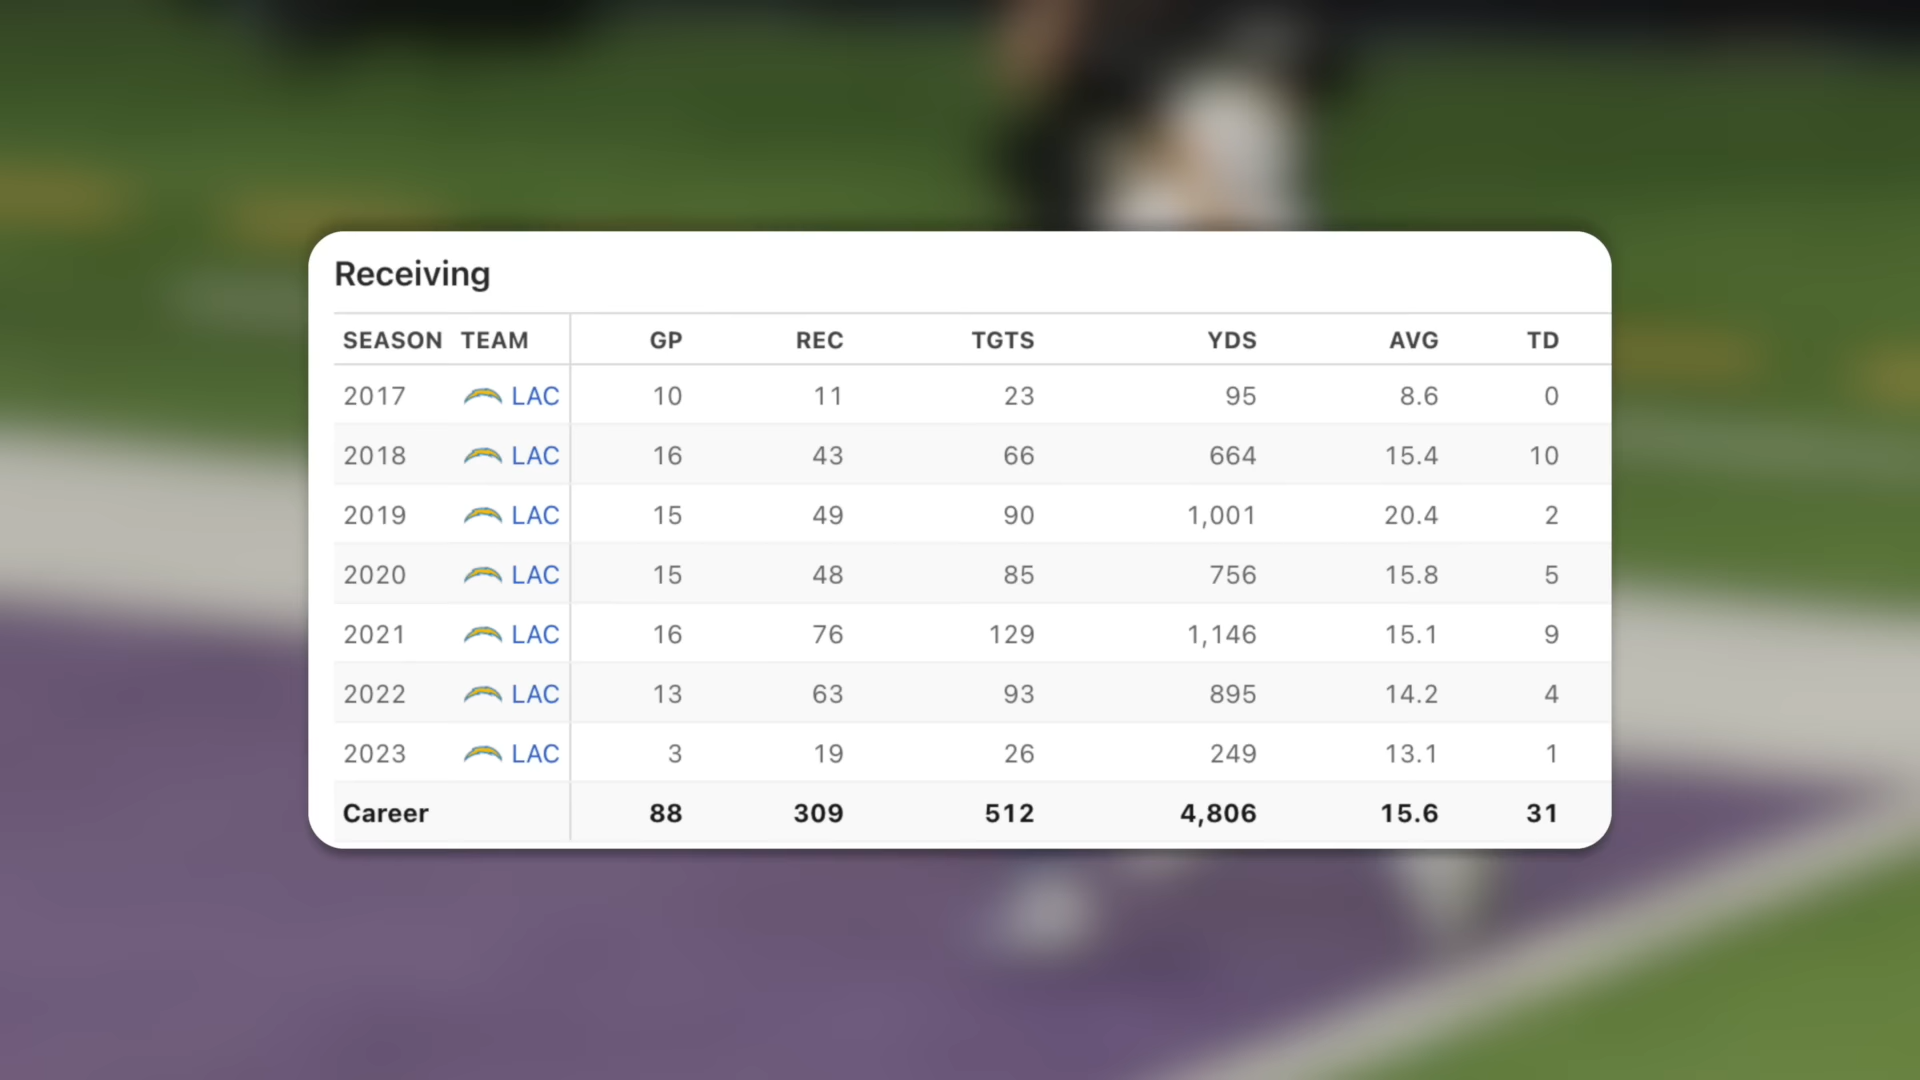 Receiving
SEASON TEAM GP REC TGTS YDS AVG TD
2017 LAC 10 11 23 95 8.6 0
2018 LAC 16 43 66 664 15.4 10
2019 LAC 15 49 90 1,001 20.4 2
2020 LAC 15 48 85 756 15.8 5
2021 LAC 16 76 129 1,146 15.1 9
2022 LAC 13 63 93 895 14.2 4
2023 LAC 3 19 26 249 13.1 1
Career 88 309 512 4,806 15.6 31